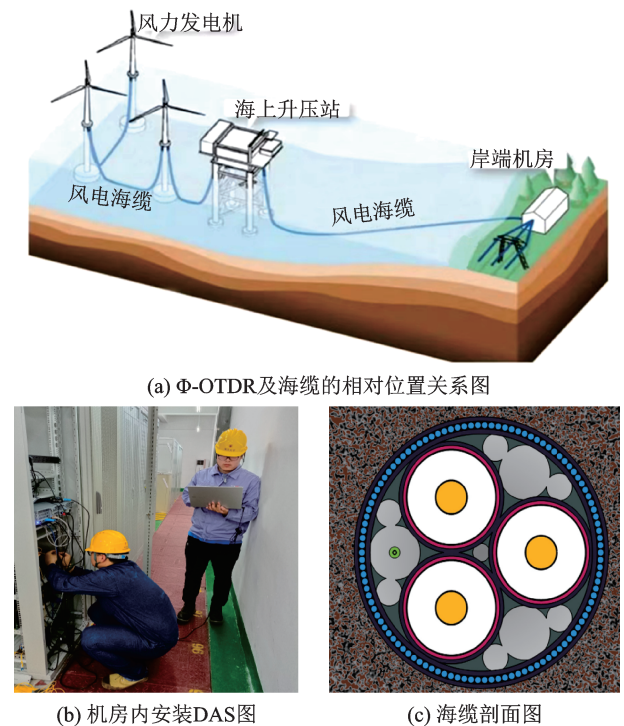 风力发电机
海上升压站
岸端机房
风电海缆
风电海缆
(a) Φ-OTDR及海缆的相对位置关系图
(b) 机房内安装DAS图
(c) 海缆剖面图